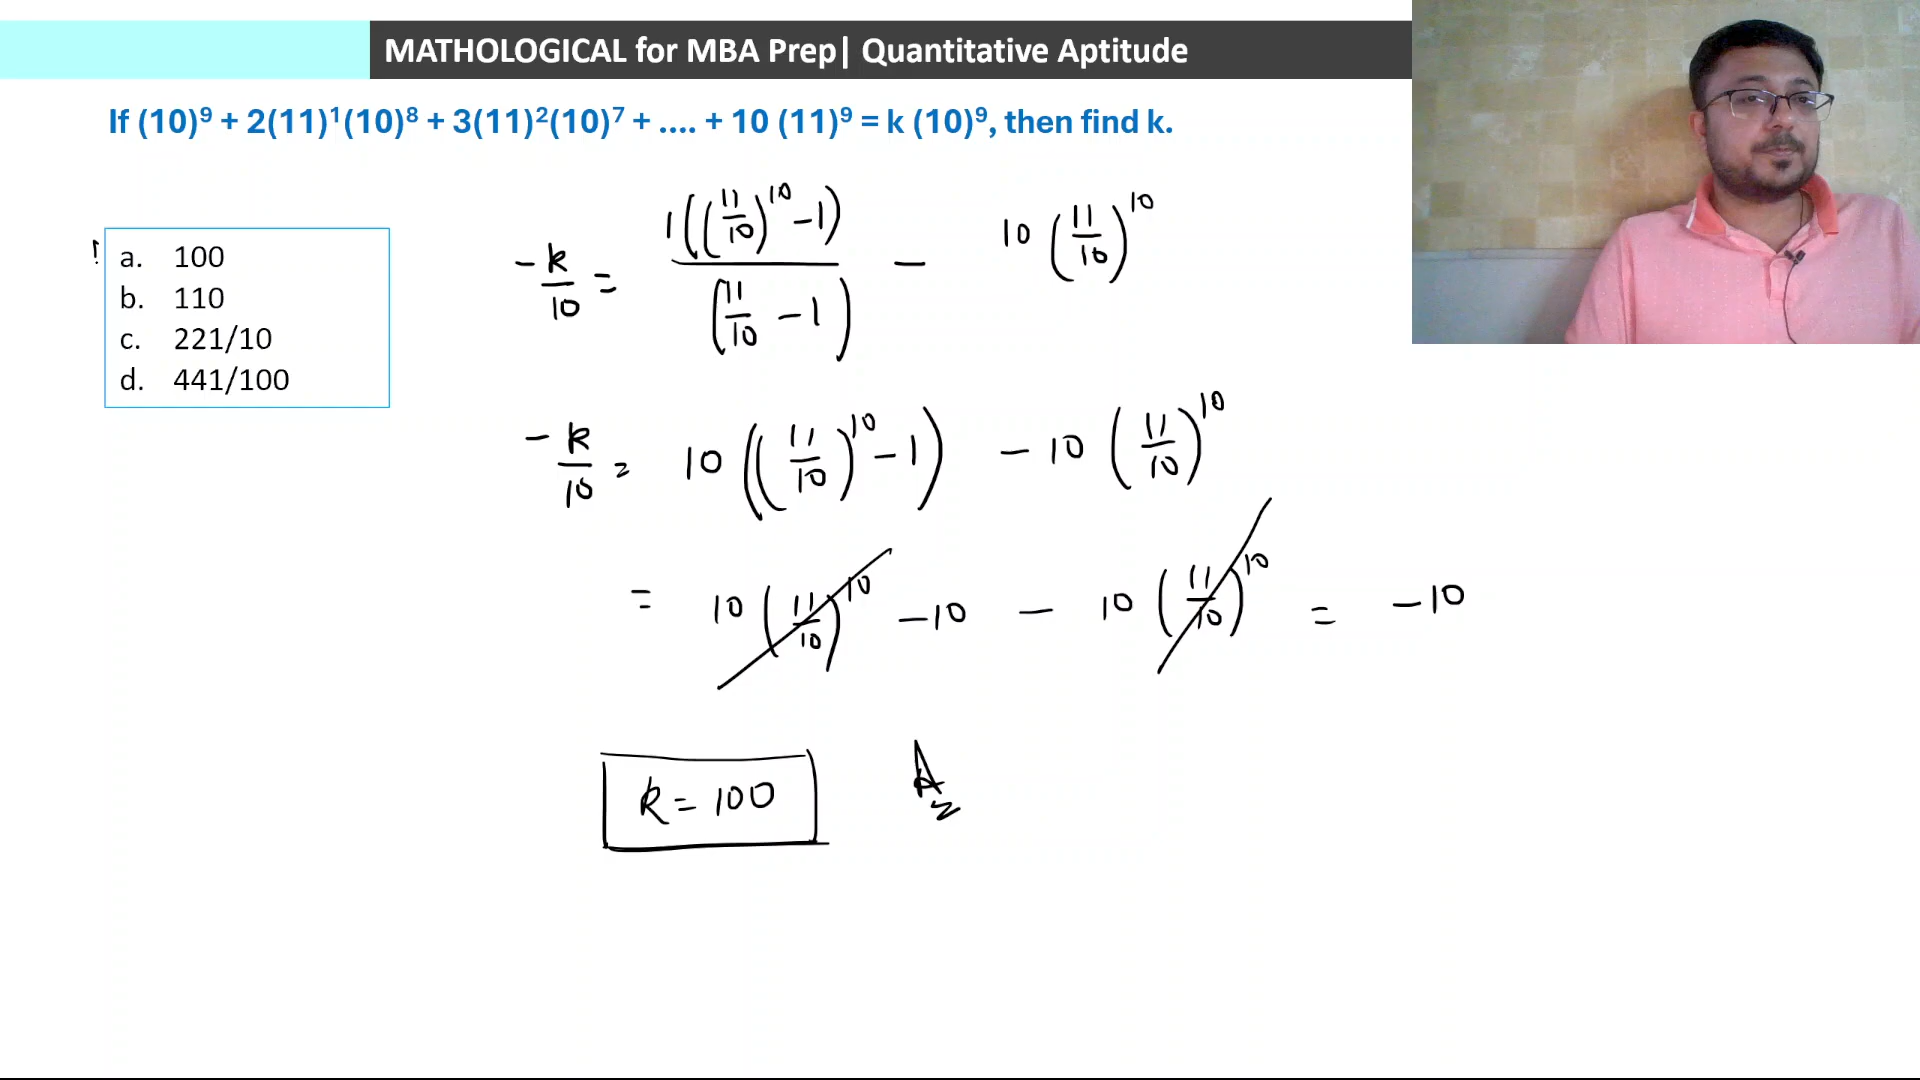 MATHOLOGICAL for MBA Prep| Quantitative Aptitude
If (10)⁹ + 2(11)¹(10)⁸ + 3(11)²(10)⁷ + .... + 10 (11)⁹ = k (10)⁹, then find k.
a. 100
b. 110
c. 221/10
d. 441/100
-k/10 = 1((11/10)¹⁰ - 1) / (11/10 - 1) - 10 (11/10)¹⁰
-k/10 = 10 ((11/10)¹⁰ - 1) - 10 (11/10)¹⁰
= 10 (11/10)¹⁰ - 10 - 10 (11/10)¹⁰ = -10
k = 100 A